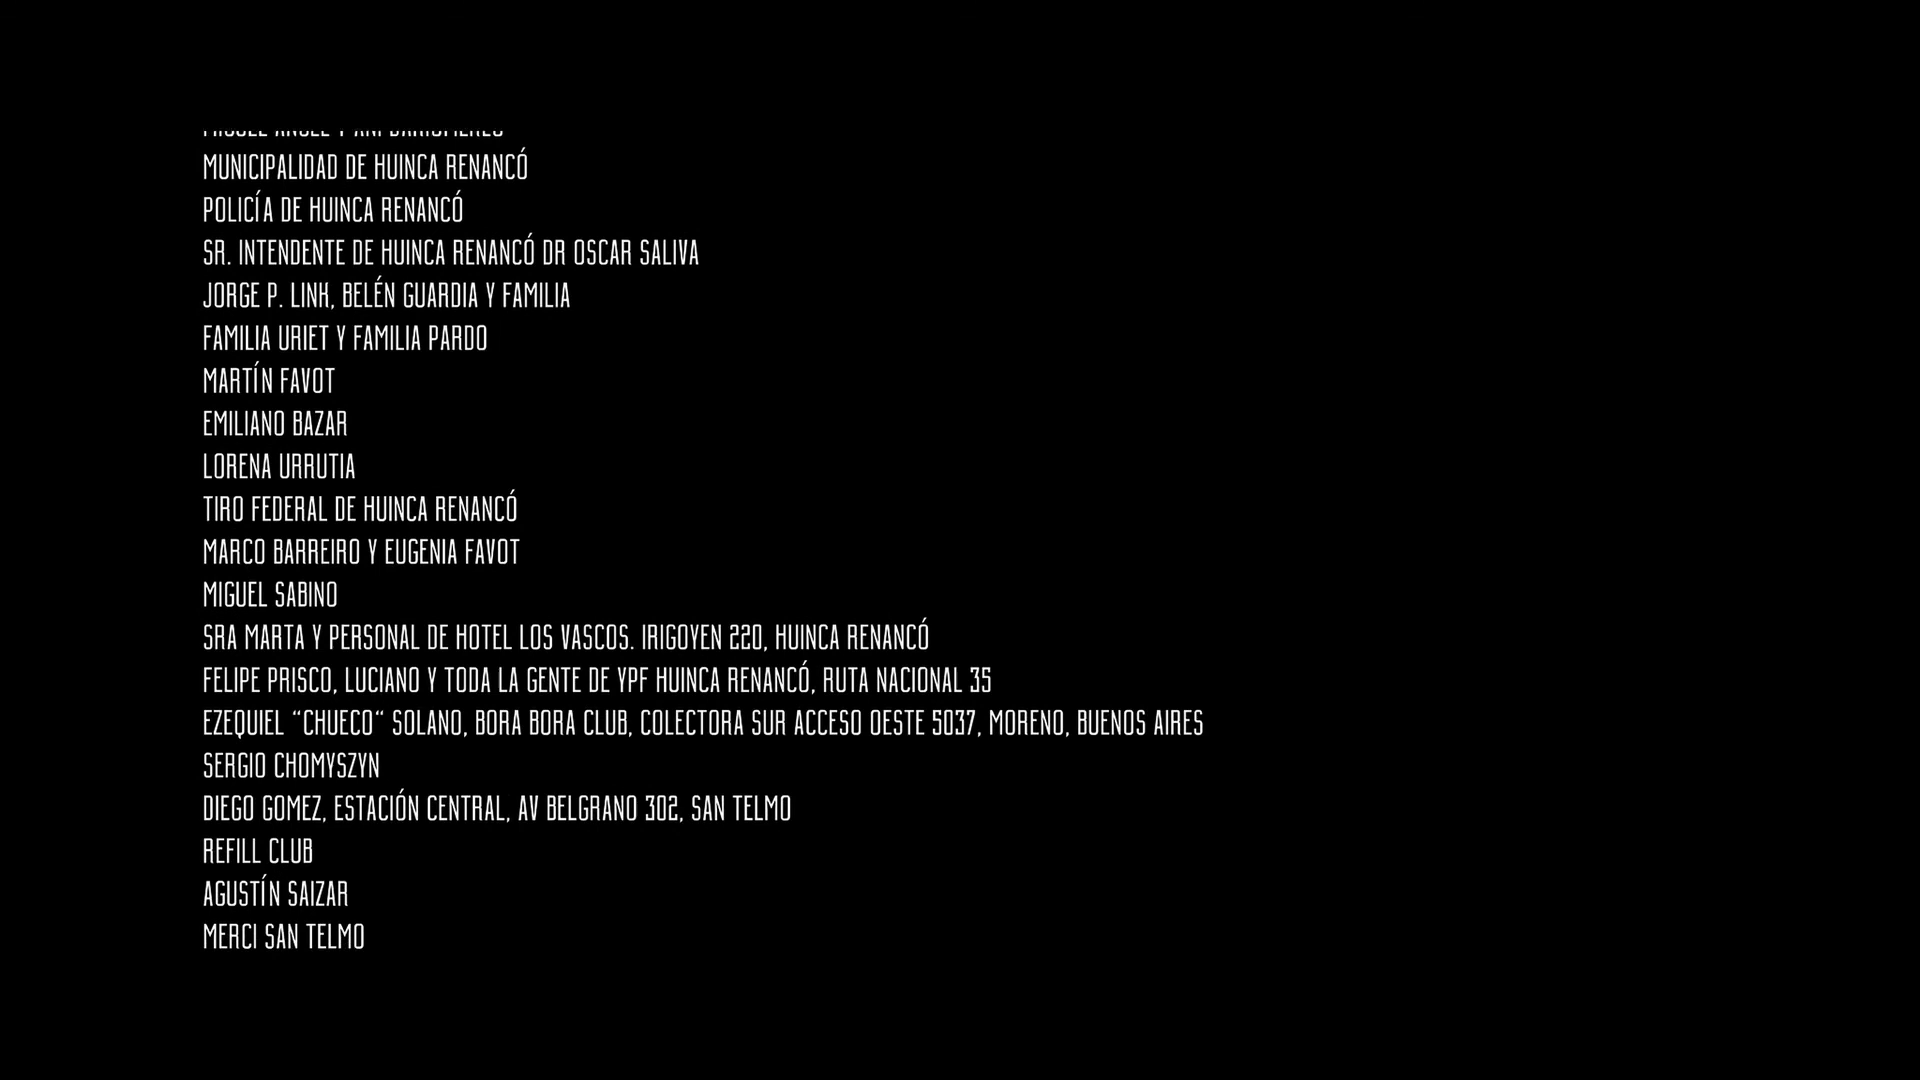 MUNICIPALIDAD DE HUINCA RENANCÓ
POLICÍA DE HUINCA RENANCÓ
SR. INTENDENTE DE HUINCA RENANCÓ DR OSCAR SALIVA
JORGE P. LINK, BELÉN GUARDIA Y FAMILIA
FAMILIA URIET Y FAMILIA PARDO
MARTÍN FAVOT
EMILIANO BAZAR
LORENA URRUTIA
TIRO FEDERAL DE HUINCA RENANCÓ
MARCO BARREIRO Y EUGENIA FAVOT
MIGUEL SABINO
SRA MARTA Y PERSONAL DE HOTEL LOS VASCOS. IRIGOYEN 220, HUINCA RENANCÓ
FELIPE PRISCO, LUCIANO Y TODA LA GENTE DE YPF HUINCA RENANCÓ, RUTA NACIONAL 35
EZEQUIEL “CHUECO“ SOLANO, BORA BORA CLUB, COLECTORA SUR ACCESO OESTE 5037, MORENO, BUENOS AIRES
SERGIO CHOMYSZYN
DIEGO GOMEZ, ESTACIÓN CENTRAL, AV BELGRANO 302, SAN TELMO
REFILL CLUB
AGUSTÍN SAIZAR
MERCI SAN TELMO